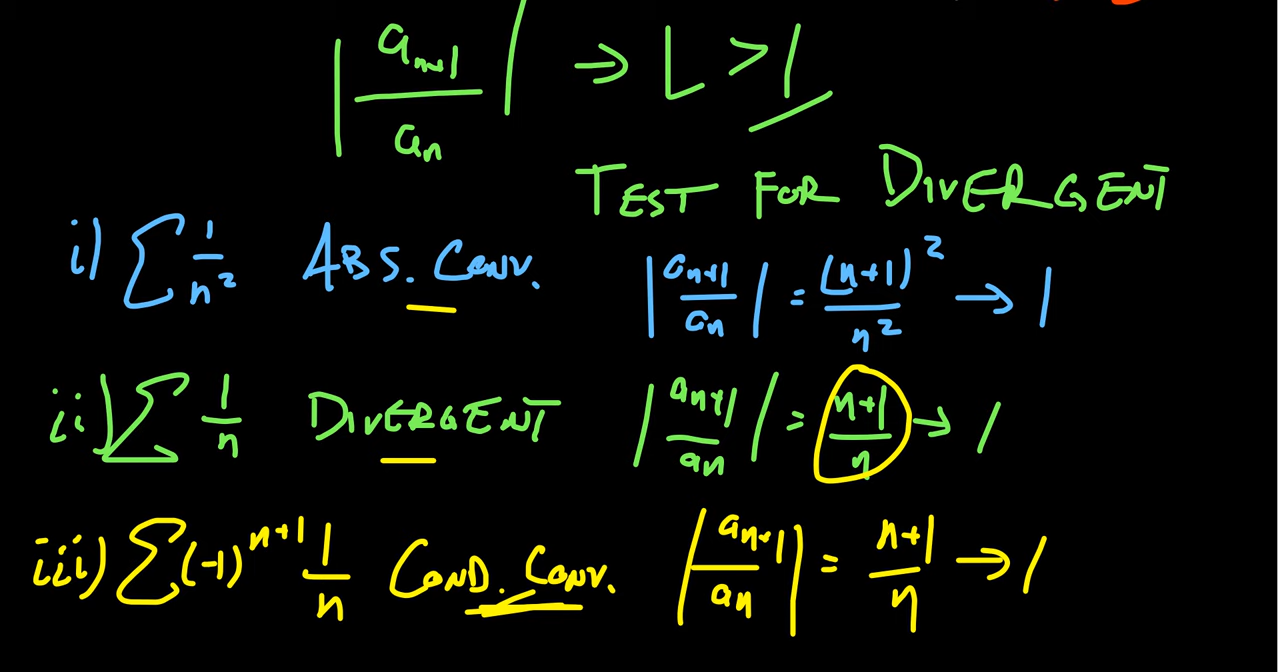 |a_{n+1}/a_n| → L > 1
TEST FOR DIVERGENT
i) ∑ 1/n² ABS. CONV. |a_{n+1}/a_n| = (n+1)²/n² → 1
ii) ∑ 1/n DIVERGENT |a_{n+1}/a_n| = n+1/n → 1
iii) ∑ (-1)^{n+1} 1/n COND. CONV. |a_{n+1}/a_n| = n+1/n → 1